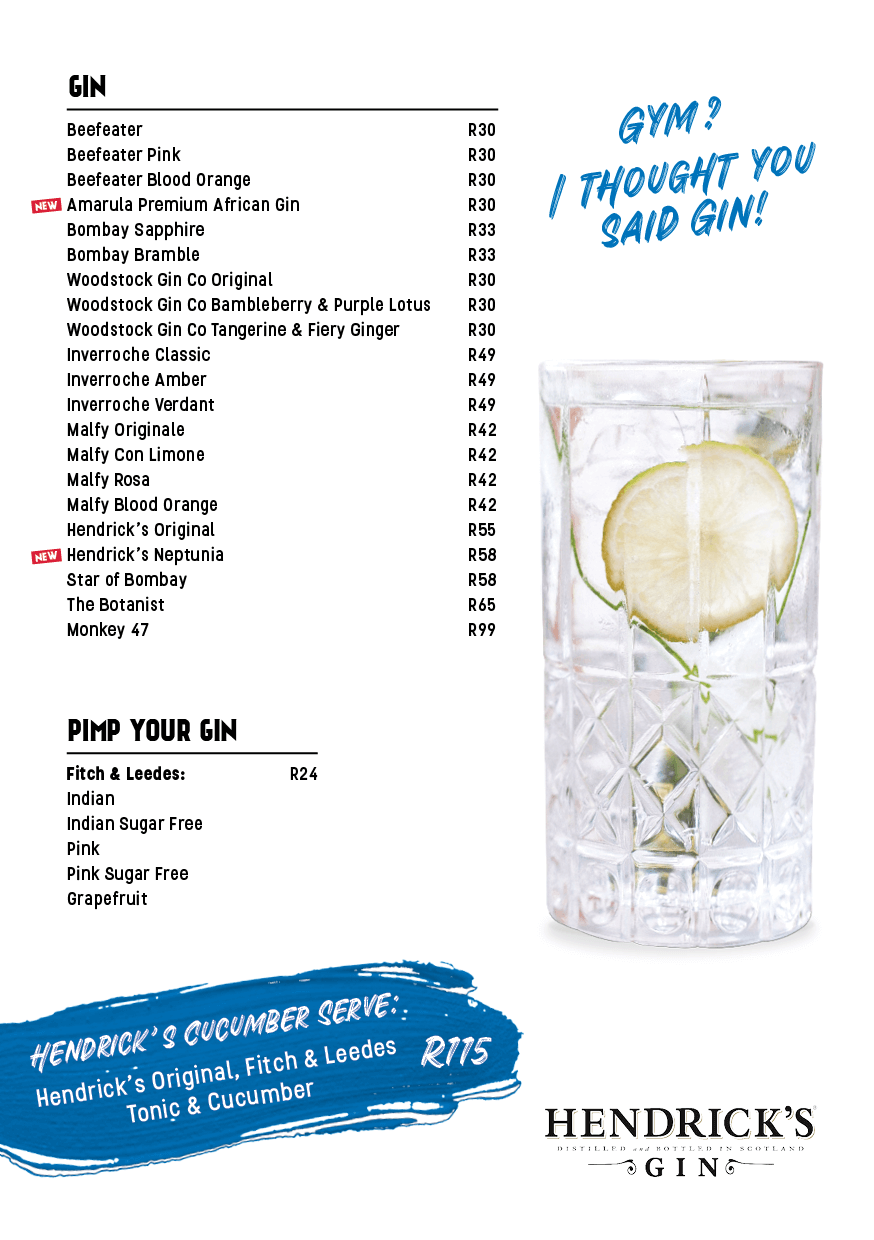 GIN
Beefeater R30
Beefeater Pink R30
Beefeater Blood Orange R30
NEW Amarula Premium African Gin R30
Bombay Sapphire R33
Bombay Bramble R33
Woodstock Gin Co Original R30
Woodstock Gin Co Bambleberry & Purple Lotus R30
Woodstock Gin Co Tangerine & Fiery Ginger R30
Inverroche Classic R49
Inverroche Amber R49
Inverroche Verdant R49
Malfy Originale R42
Malfy Con Limone R42
Malfy Rosa R42
Malfy Blood Orange R42
Hendrick's Original R55
NEW Hendrick's Neptunia R58
Star of Bombay R58
The Botanist R65
Monkey 47 R99
GYM?
I THOUGHT YOU
SAID GIN!
PIMP YOUR GIN
Fitch & Leedes: R24
Indian
Indian Sugar Free
Pink
Pink Sugar Free
Grapefruit
HENDRICK'S CUCUMBER SERVE:
Hendrick's Original, Fitch & Leedes
Tonic & Cucumber
R115
HENDRICK'S
DISTILLED and BOTTLED IN SCOTLAND
GIN